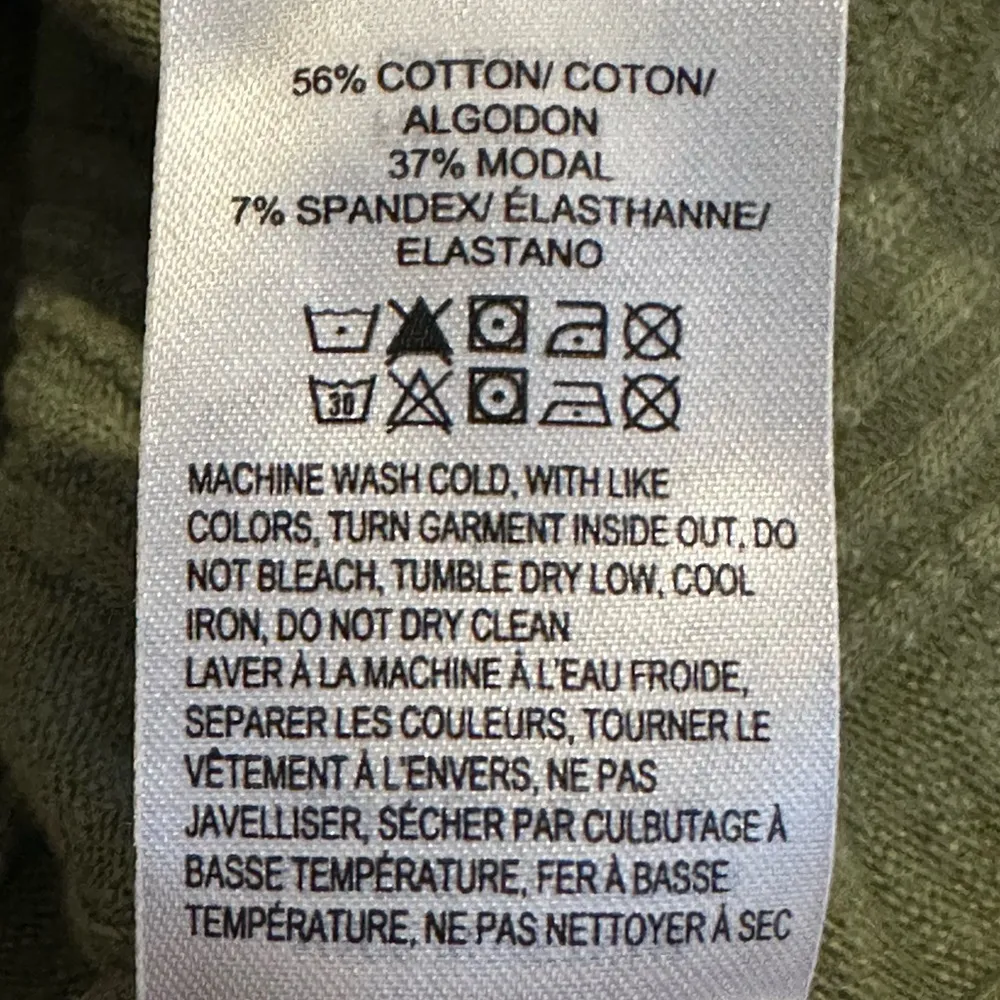 56% COTTON/ COTON/
ALGODON
37% MODAL
7% SPANDEX/ ÉLASTHANNE/
ELASTANO
30
MACHINE WASH COLD, WITH LIKE
COLORS, TURN GARMENT INSIDE OUT, DO
NOT BLEACH, TUMBLE DRY LOW, COOL
IRON, DO NOT DRY CLEAN
LAVER À LA MACHINE À L'EAU FROIDE,
SEPARER LES COULEURS, TOURNER LE
VÊTEMENT À L'ENVERS, NE PAS
JAVELLISER, SÉCHER PAR CULBUTAGE À
BASSE TEMPÉRATURE, FER À BASSE
TEMPÉRATURE, NE PAS NETTOYER À SEC